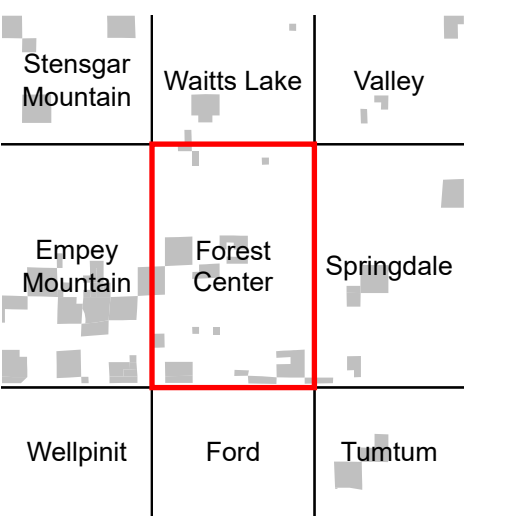 Stensgar
Mountain
Waitts Lake
Valley
Empey
Mountain
Forest
Center
Springdale
Wellpinit
Ford
Tumtum